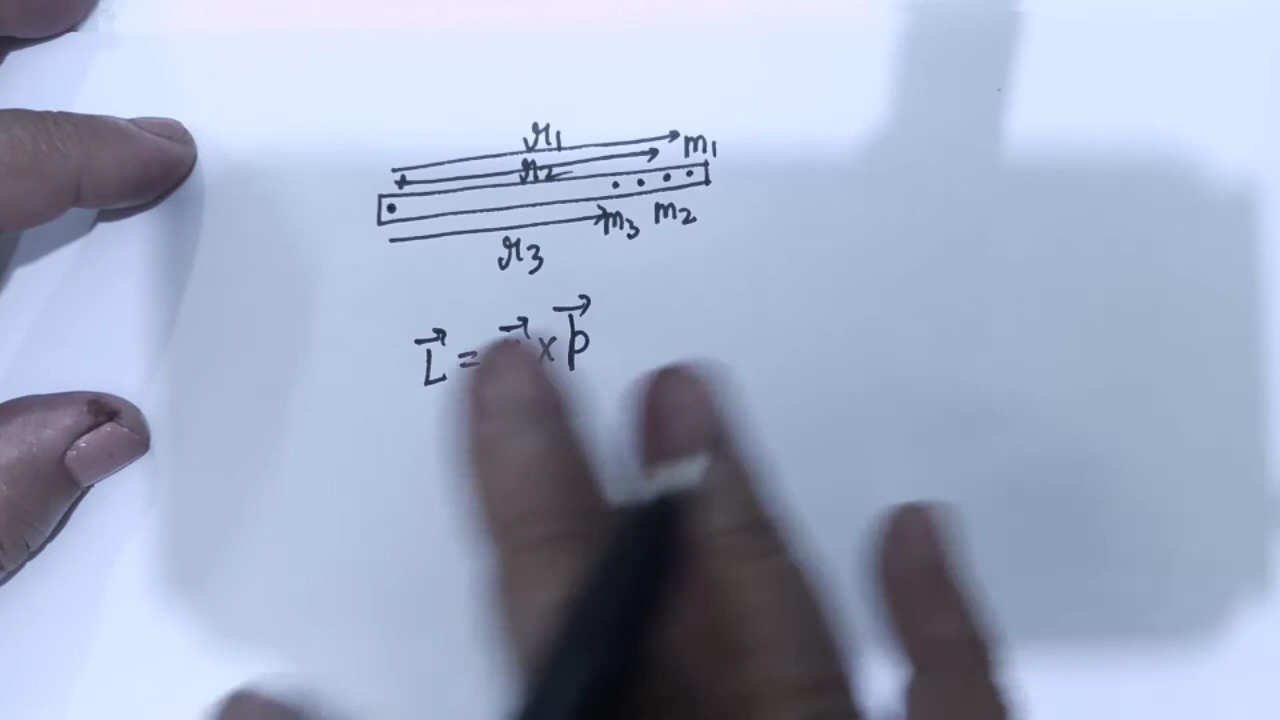 r₁
r₂ m₁
m₃ m₂
r₃
L⃗ = × p⃗